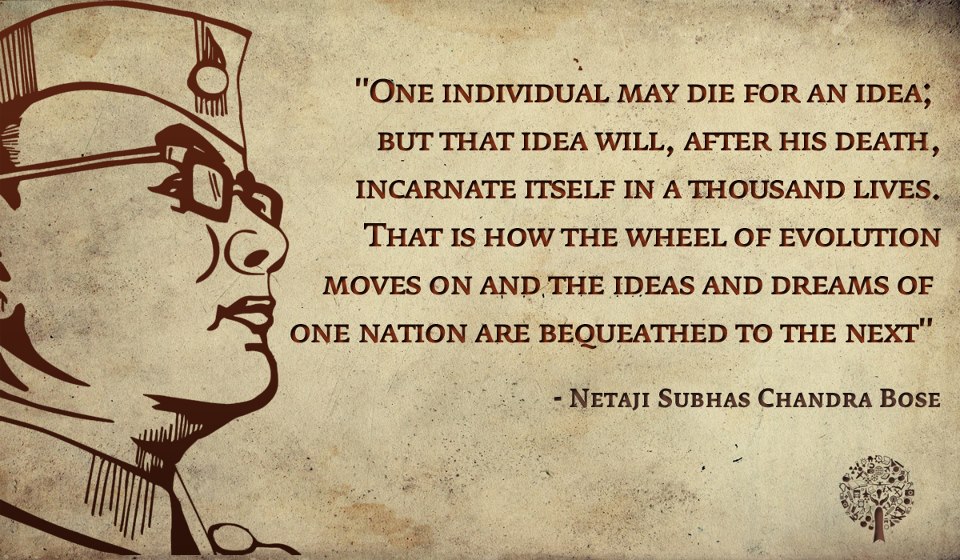 "One individual may die for an idea;
but that idea will, after his death,
incarnate itself in a thousand lives.
That is how the wheel of evolution
moves on and the ideas and dreams of
one nation are bequeathed to the next"
- Netaji Subhas Chandra Bose